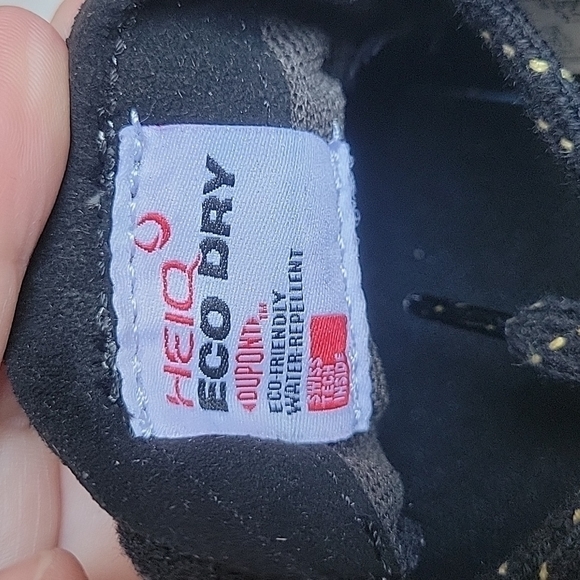 HEIQ
ECO DRY
DUPONT™
ECO-FRIENDLY
WATER-REPELLENT
SWISS
TECH
INSIDE